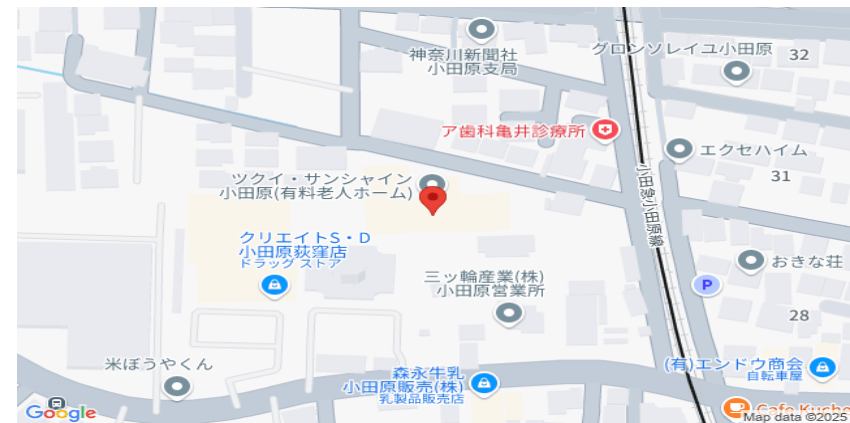 神奈川新聞社
小田原支局
グロンソレイユ小田原
32
ア歯科亀井診療所
エクセハイム
31
ツクイ・サンシャイン
小田原(有料老人ホーム)
小田急小田原線
クリエイトS・D
小田原荻窪店
ドラッグストア
おきな荘
三ッ輪産業(株)
小田原営業所
P
28
米ぼうやくん
森永牛乳
小田原販売(株)
乳製品販売店
(有)エンドウ商会
自転車屋
Google
Cafe Kucho
Map data ©2025